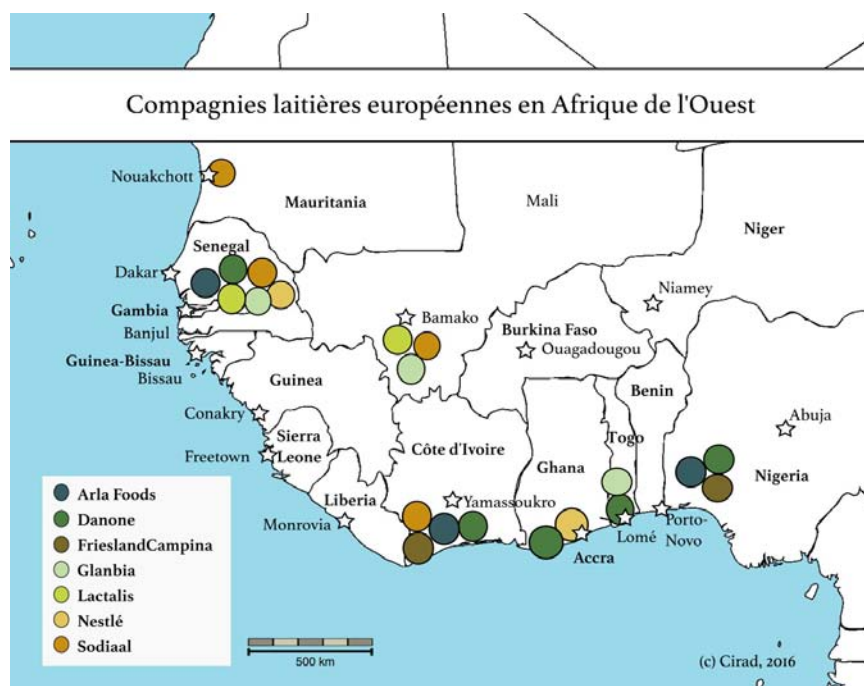 Compagnies laitières européennes en Afrique de l'Ouest
Nouakchott
Mauritania
Mali
Niger
Senegal
Dakar
Gambia
Banjul
Guinea-Bissau
Bissau
Bamako
Niamey
Burkina Faso
Ouagadougou
Guinea
Benin
Conakry
Abuja
Sierra
Leone
Côte d'Ivoire
Togo
Freetown
Ghana
Nigeria
Liberia
Yamassoukro
Monrovia
Accra
Lomé
Porto-
Novo
Arla Foods
Danone
FrieslandCampina
Glanbia
Lactalis
Nestlé
Sodiaal
500 km
(c) Cirad, 2016